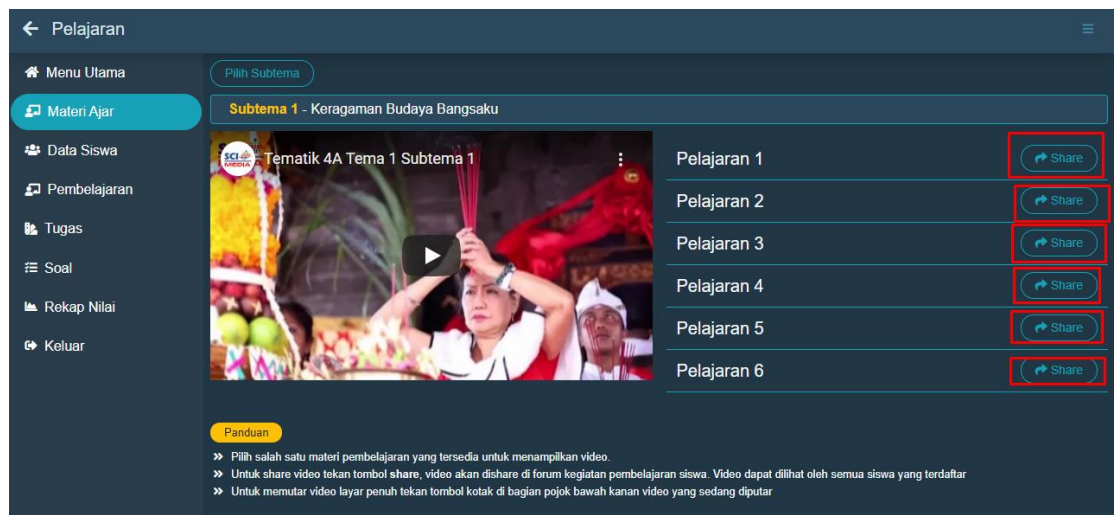 Pelajaran
Menu Utama
Materi Ajar
Data Siswa
Pembelajaran
Tugas
Soal
Rekap Nilai
Keluar
Pilih Subtema
Subtema 1 - Keragaman Budaya Bangsaku
SCI
MEDIA
Tematik 4A Tema 1 Subtema 1
Pelajaran 1 Share
Pelajaran 2 Share
Pelajaran 3 Share
Pelajaran 4 Share
Pelajaran 5 Share
Pelajaran 6 Share
Panduan
Pilih salah satu materi pembelajaran yang tersedia untuk menampilkan video.
Untuk share video tekan tombol share, video akan dishare di forum kegiatan pembelajaran siswa. Video dapat dilihat oleh semua siswa yang terdaftar
Untuk memutar video layar penuh tekan tombol kotak di bagian pojok bawah kanan video yang sedang diputar